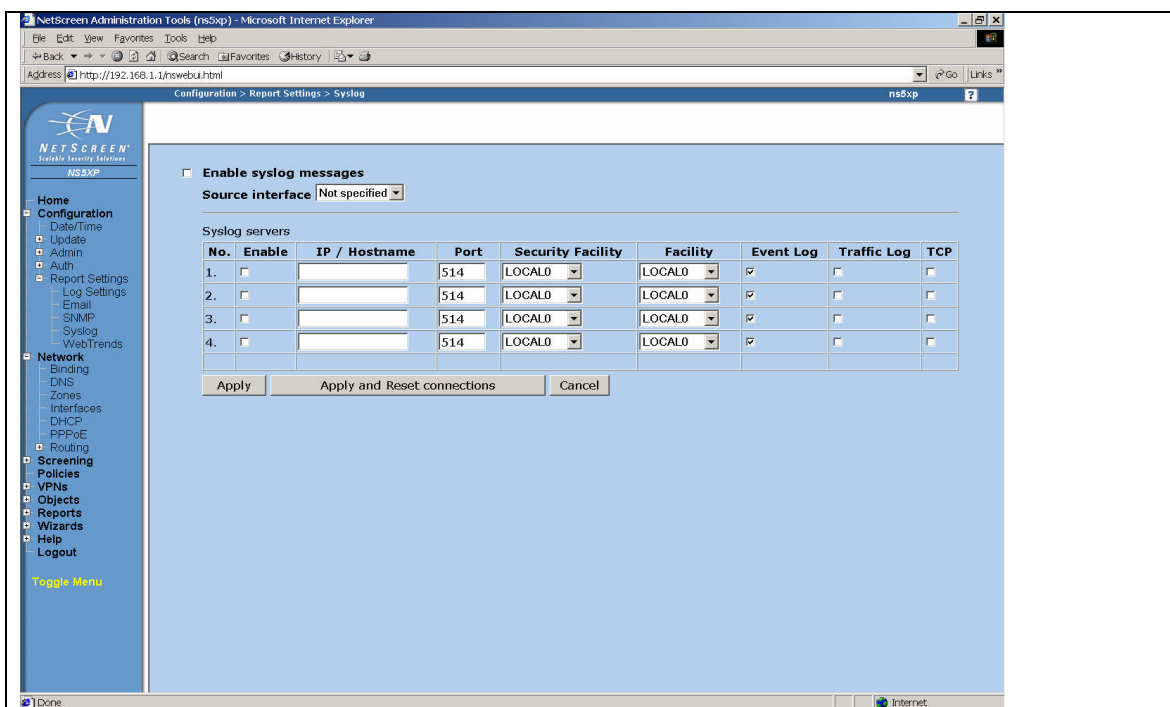 NetScreen Administration Tools (ns5xp) - Microsoft Internet Explorer
File Edit View Favorites Tools Help
Back Search Favorites History
Address http://192.168.1.1/nswebui.html Go Links »
Configuration > Report Settings > Syslog ns5xp ?
N
NETSCREEN
Scalable Security Solutions
NS5XP
Home
Configuration
Date/Time
Update
Admin
Auth
Report Settings
Log Settings
Email
SNMP
Syslog
WebTrends
Network
Binding
DNS
Zones
Interfaces
DHCP
PPPoE
Routing
Screening
Policies
VPNs
Objects
Reports
Wizards
Help
Logout
Toggle Menu
Enable syslog messages
Source interface Not specified
Syslog servers
No. Enable IP / Hostname Port Security Facility Facility Event Log Traffic Log TCP
1. 514 LOCAL0 LOCAL0
2. 514 LOCAL0 LOCAL0
3. 514 LOCAL0 LOCAL0
4. 514 LOCAL0 LOCAL0
Apply Apply and Reset connections Cancel
Done Internet